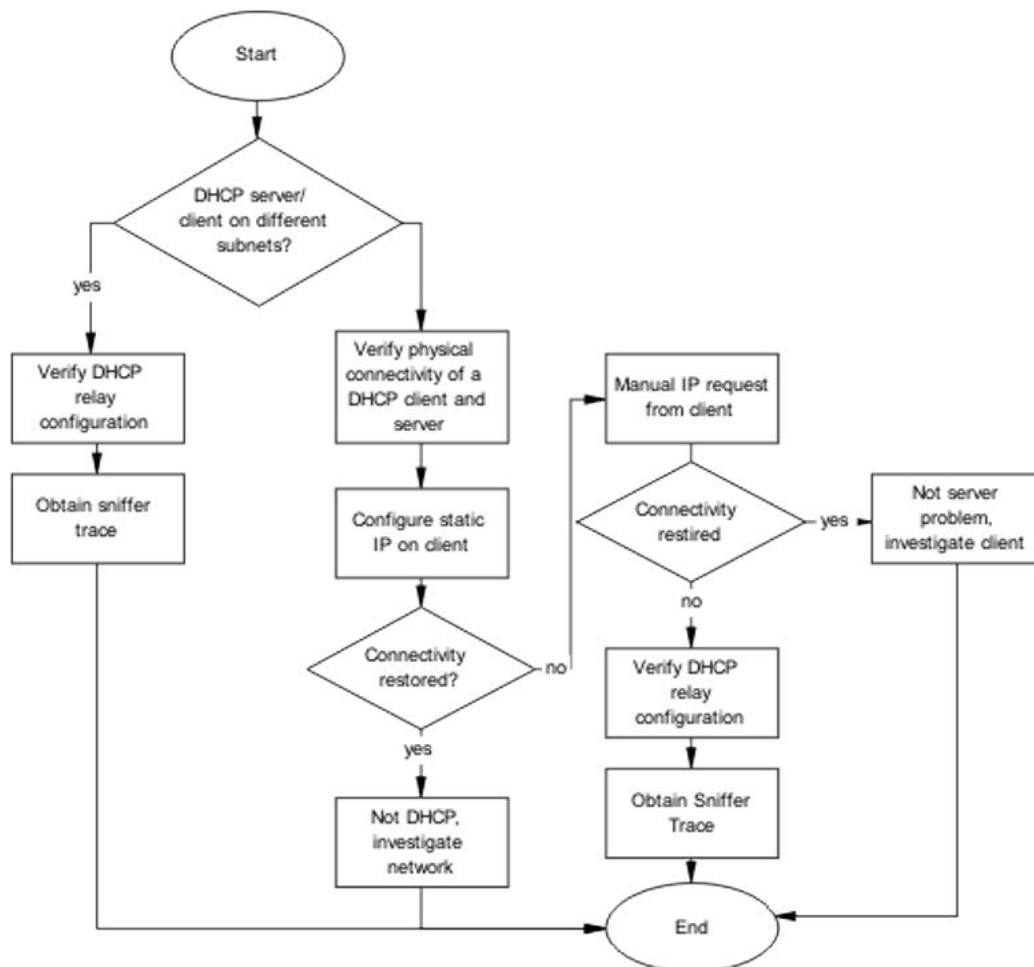 Start
DHCP server/
client on different
subnets?
yes
Verify DHCP
relay
configuration
Obtain sniffer
trace
Verify physical
connectivity of a
DHCP client and
server
Configure static
IP on client
Connectivity
restored?
no
yes
Not DHCP,
investigate
network
Manual IP request
from client
Connectivity
restired
yes
Not server
problem,
investigate client
no
Verify DHCP
relay
configuration
Obtain Sniffer
Trace
End